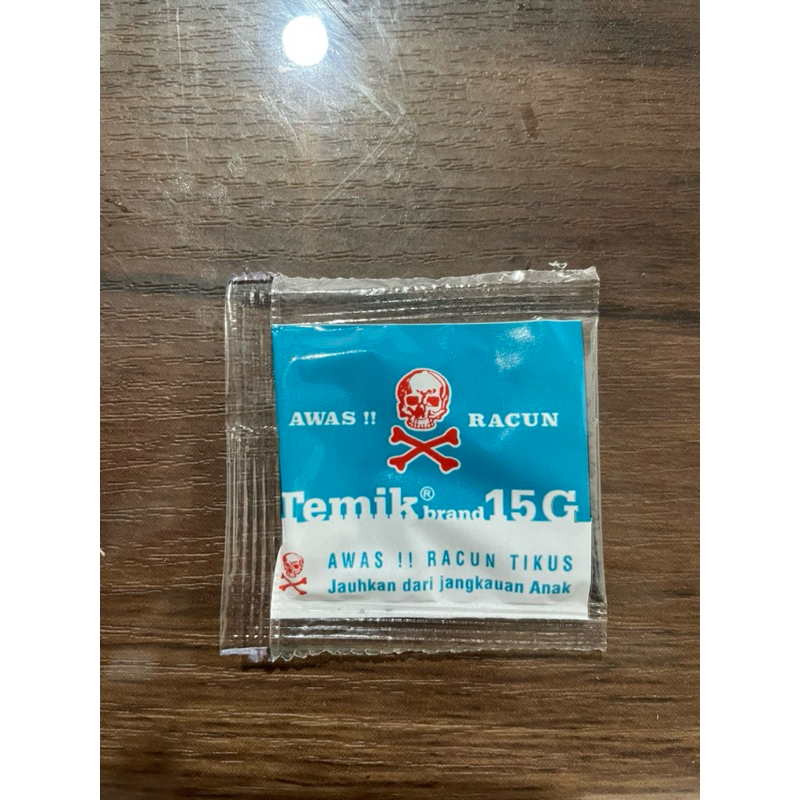 AWAS !! RACUN
Temik® brand 15G
AWAS !! RACUN TIKUS
Jauhkan dari jangkauan Anak